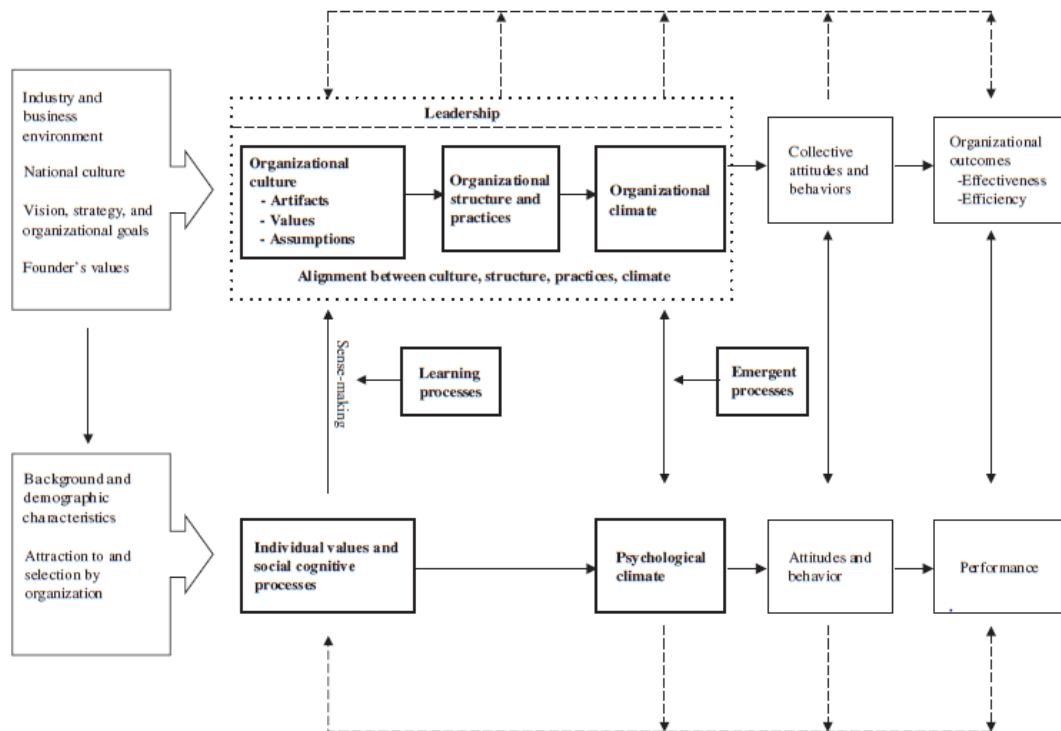 Industry and
business
environment
National culture
Vision, strategy, and
organizational goals
Founder's values
Leadership
Organizational
culture
- Artifacts
- Values
- Assumptions
Organizational
structure and
practices
Organizational
climate
Alignment between culture, structure, practices, climate
Collective
attitudes and
behaviors
Organizational
outcomes
-Effectiveness
-Efficiency
Sense-making
Learning
processes
Emergent
processes
Background and
demographic
characteristics
Attraction to and
selection by
organization
Individual values and
social cognitive
processes
Psychological
climate
Attitudes and
behavior
Performance